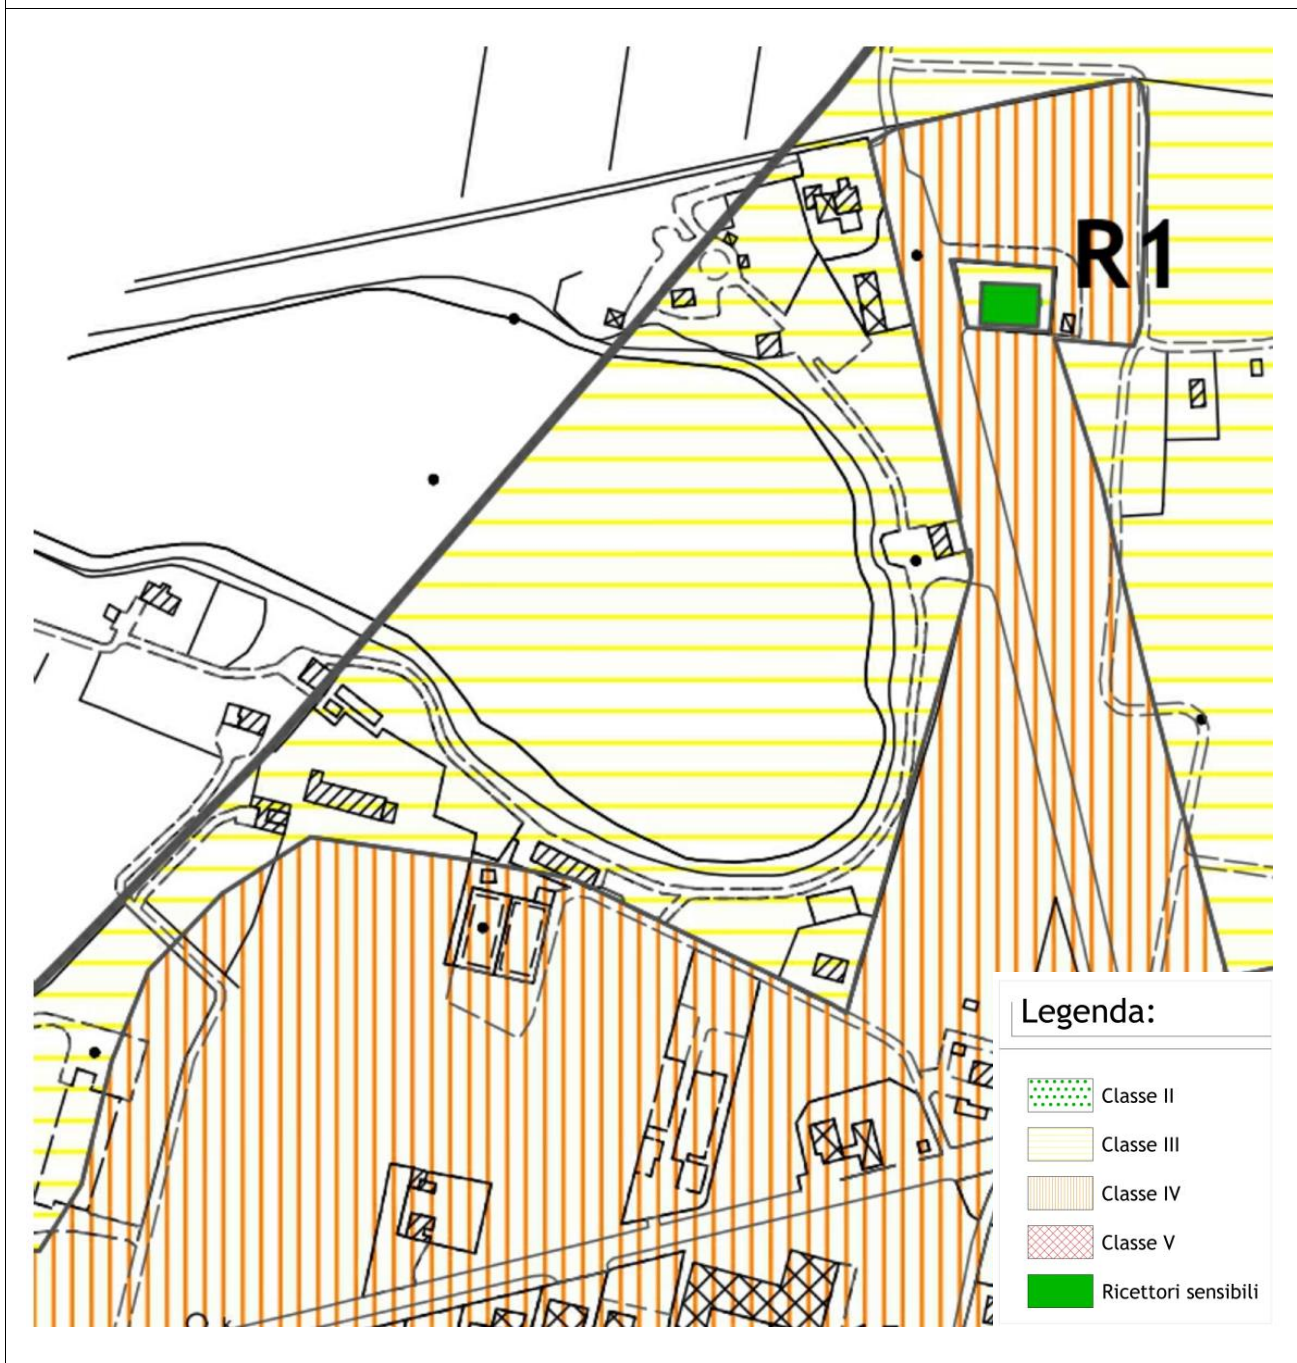 R1
Legenda:
Classe II
Classe III
Classe IV
Classe V
Ricettori sensibili